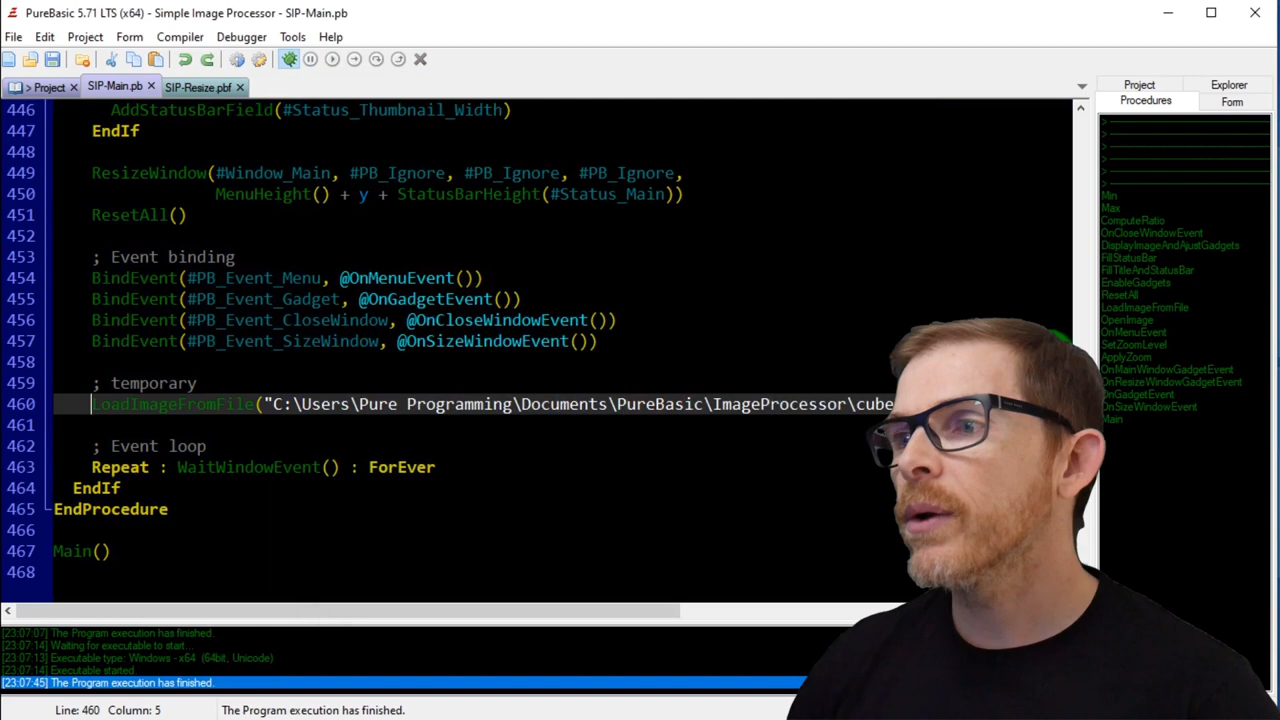 PureBasic 5.71 LTS (x64) - Simple Image Processor - SIP-Main.pb
File Edit Project Form Compiler Debugger Tools Help
> Project SIP-Main.pb SIP-Resize.pbf
Project Explorer
Procedures Form
446 AddStatusBarField(#Status_Thumbnail_Width)
447 EndIf
448
449 ResizeWindow(#Window_Main, #PB_Ignore, #PB_Ignore, #PB_Ignore,
450 MenuHeight() + y + StatusBarHeight(#Status_Main))
451 ResetAll()
452
453 ; Event binding
454 BindEvent(#PB_Event_Menu, @OnMenuEvent())
455 BindEvent(#PB_Event_Gadget, @OnGadgetEvent())
456 BindEvent(#PB_Event_CloseWindow, @OnCloseWindowEvent())
457 BindEvent(#PB_Event_SizeWindow, @OnSizeWindowEvent())
458
459 ; temporary
460 LoadImageFromFile("C:\Users\Pure Programming\Documents\PureBasic\ImageProcessor\cube
461
462 ; Event loop
463 Repeat : WaitWindowEvent() : ForEver
464 EndIf
465 EndProcedure
466
467 Main()
468
Min
Max
ComputeRatio
OnCloseWindowEvent
DisplayImageAndAjustGadgets
FillStatusBar
FillTitleAndStatusBar
EnableGadgets
ResetAll
LoadImageFromFile
OpenImage
OnMenuEvent
SetZoomLevel
ApplyZoom
OnMainWindowGadgetEvent
OnResizeWindowGadgetEvent
OnGadgetEvent
OnSizeWindowEvent
Main
[23:07:07] The Program execution has finished.
[23:07:14] Waiting for executable to start...
[23:07:13] Executable type: Windows - x64 (64bit, Unicode)
[23:07:14] Executable started.
[23:07:45] The Program execution has finished.
Line: 460 Column: 5 The Program execution has finished.